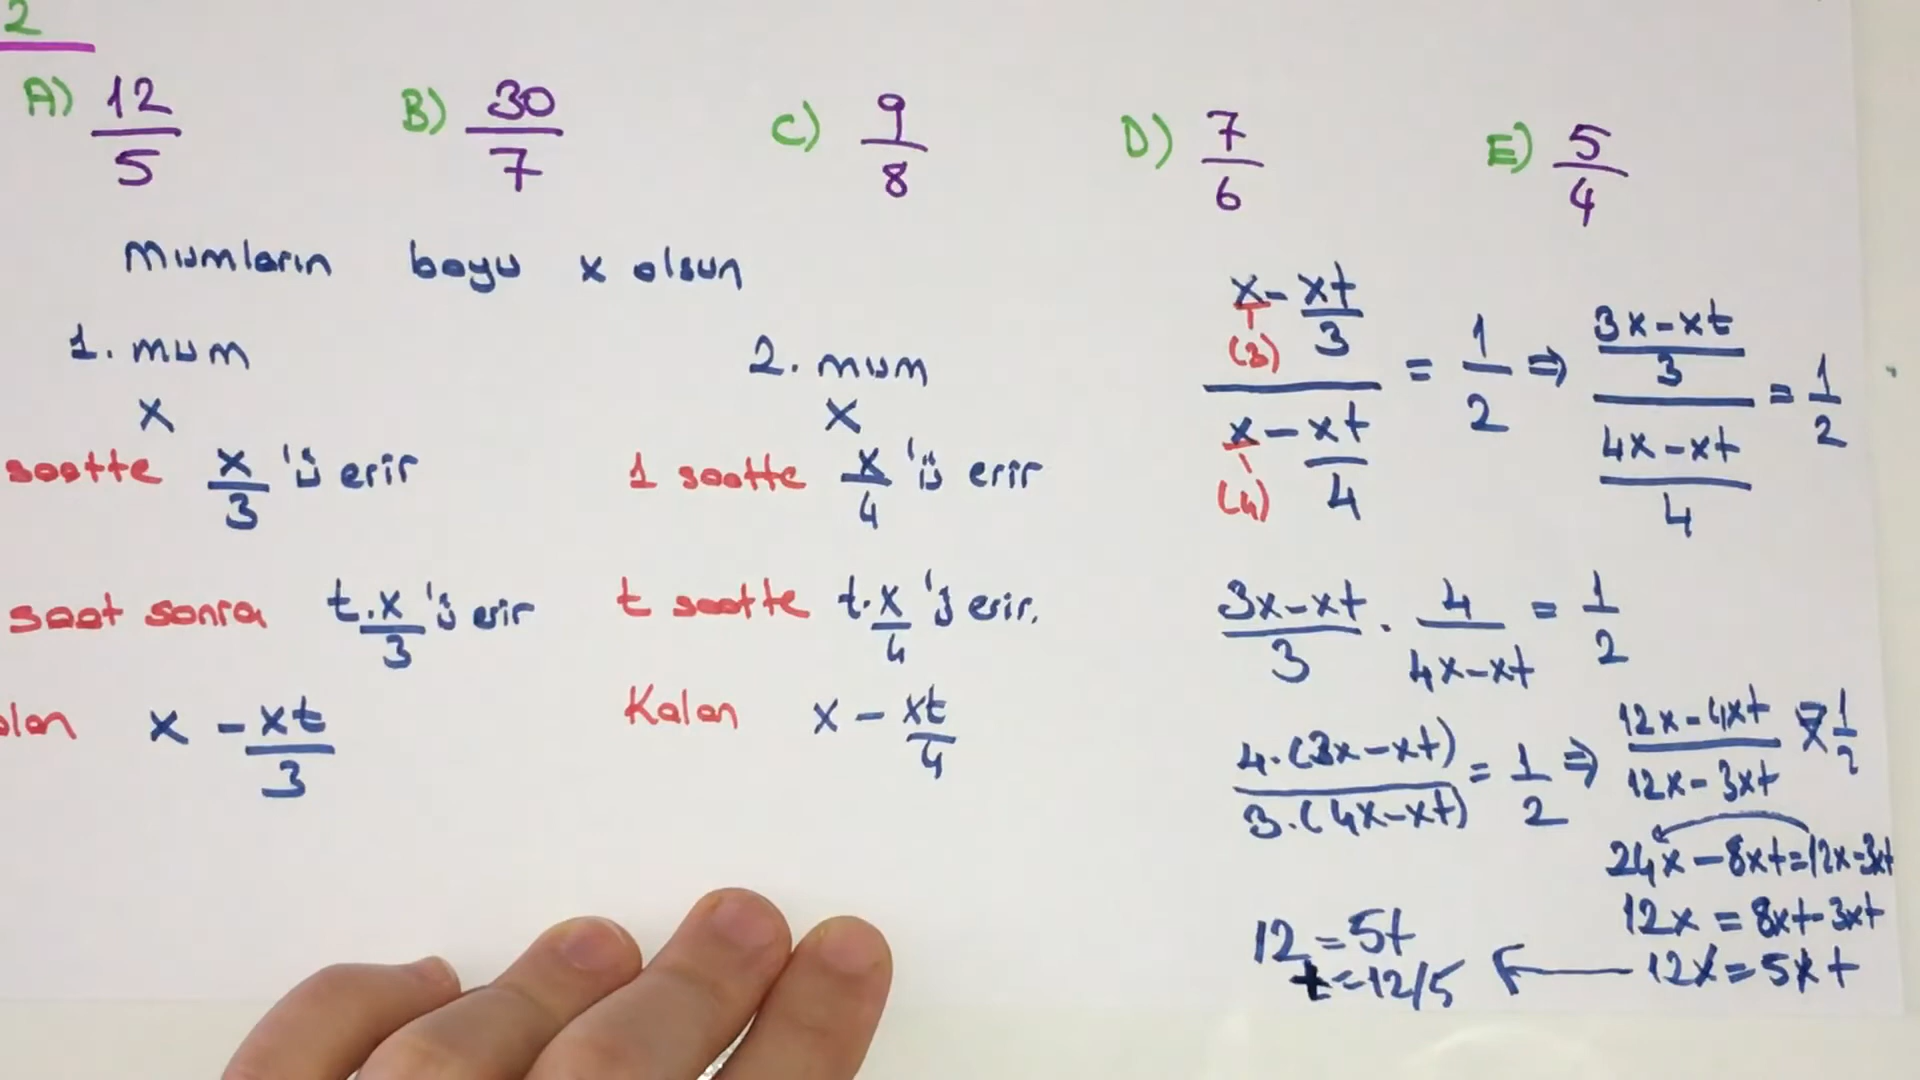 2
A) 12/5 B) 30/7 C) 9/8 D) 7/6 E) 5/4
Mumların boyu x olsun
1. mum
x
saatte x/3 'ü erir
saat sonra t.x/3 'ü erir
x - xt/3
2. mum
x
1 saatte x/4 'ü erir
t saatte t.x/4 'ü erir.
Kalan x - xt/4
(x - xt/3)/(x - xt/4) = 1/2 ⇒ ((3x-xt)/3)/((4x-xt)/4) = 1/2
(3)
(4)
(3x-xt)/3 . 4/(4x-xt) = 1/2
4.(3x-xt)/3.(4x-xt) = 1/2 ⇒ (12x-4xt)/(12x-3xt) = 1/2
24x-8xt=12x-3xt
12x = 8xt-3xt
12x = 5xt
12 = 5t
t = 12/5